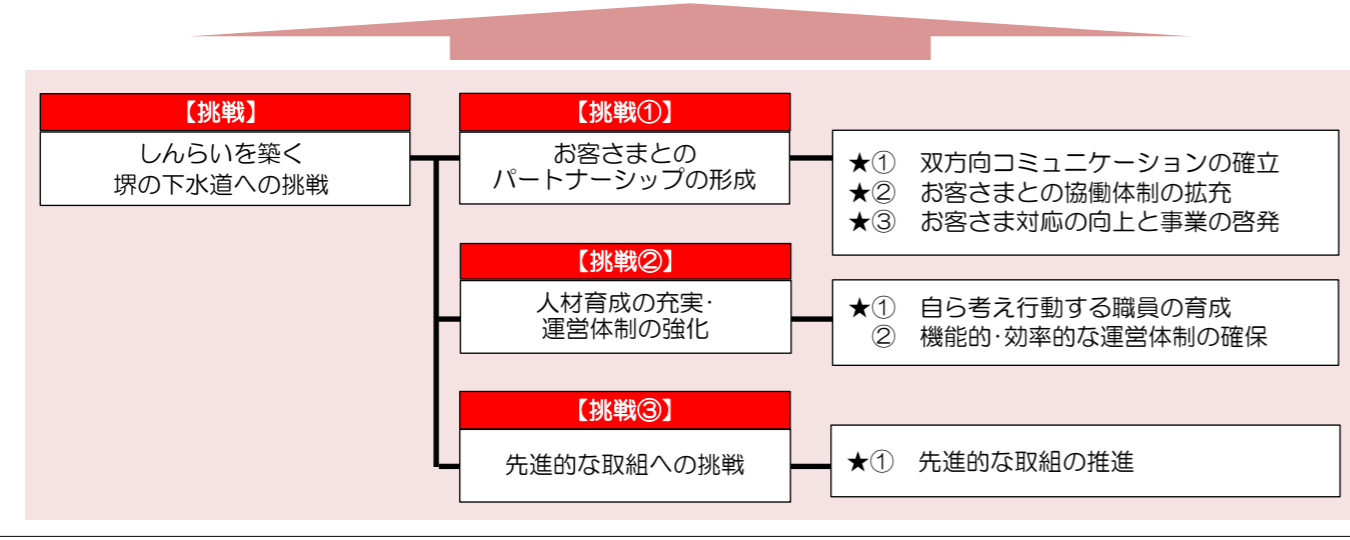 【挑戦】
しんらいを築く
堺の下水道への挑戦
【挑戦①】
お客さまとの
パートナーシップの形成
★① 双方向コミュニケーションの確立
★② お客さまとの協働体制の拡充
★③ お客さま対応の向上と事業の啓発
【挑戦②】
人材育成の充実・
運営体制の強化
★① 自ら考え行動する職員の育成
② 機能的・効率的な運営体制の確保
【挑戦③】
先進的な取組への挑戦
★① 先進的な取組の推進